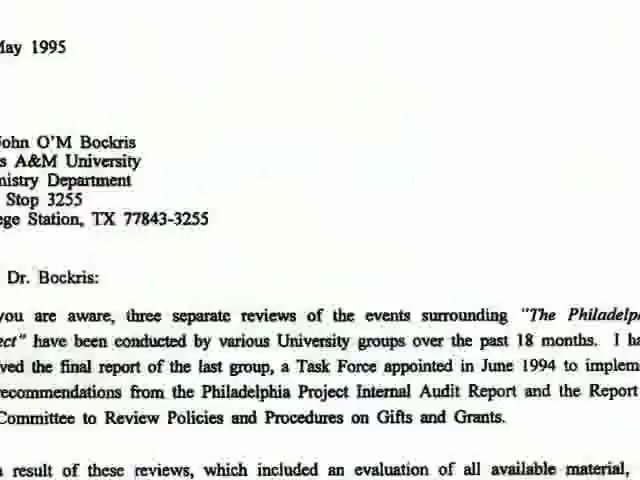 May 1995
John O'M Bockris
s A&M University
mistry Department
Stop 3255
ege Station, TX 77843-3255
Dr. Bockris:
you are aware, three separate reviews of the events surrounding "The Philadelp
ect" have been conducted by various University groups over the past 18 months. I ha
ved the final report of the last group, a Task Force appointed in June 1994 to implem
recommendations from the Philadelphia Project Internal Audit Report and the Report
Committee to Review Policies and Procedures on Gifts and Grants.
a result of these reviews, which included an evaluation of all available material,